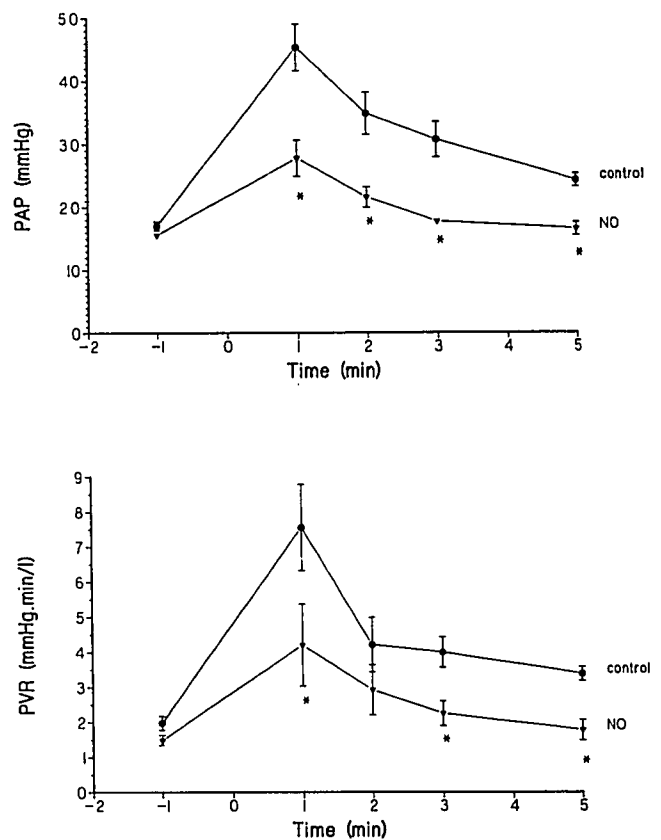 50
40
30
20
10
0
PAP (mmHg)
control
NO
*
*
*
*
-2 -1 0 1 2 3 4 5
Time (min)
9
8
7
6
5
4
3
2
1
0
PVR (mmHg.min/l)
control
NO
*
*
*
-2 -1 0 1 2 3 4 5
Time (min)